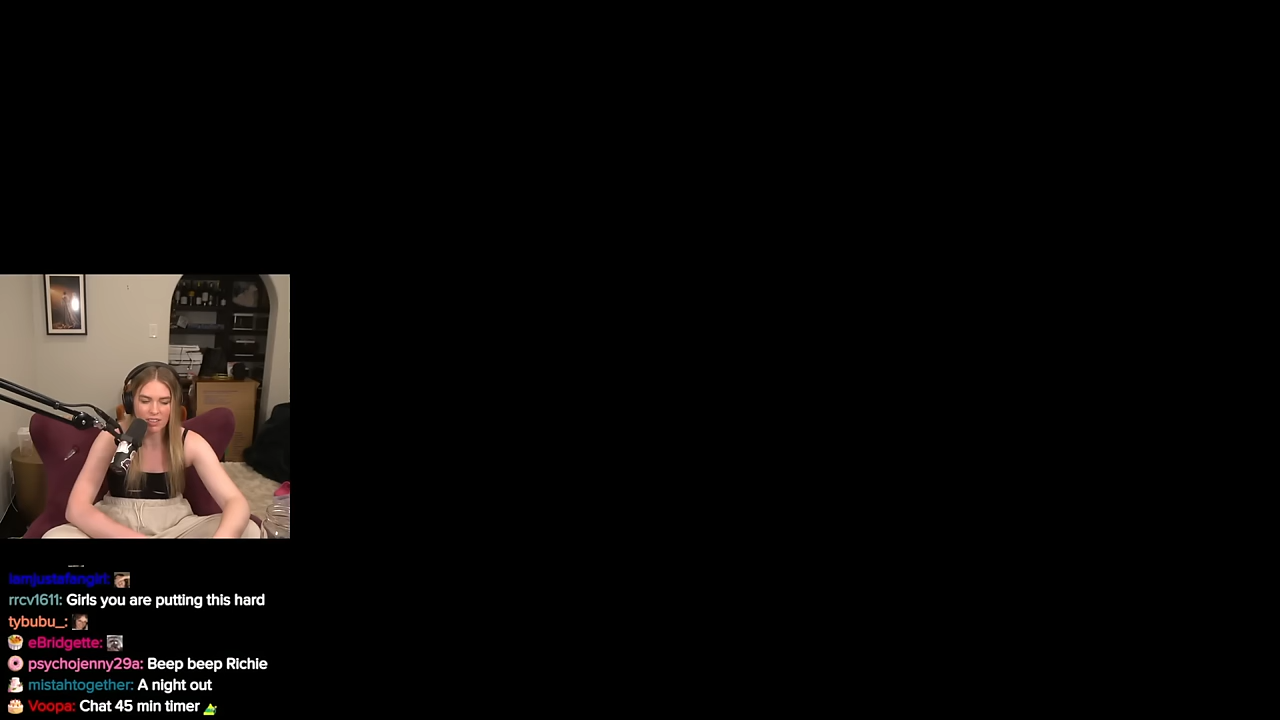 iamjustafangirl:
rrcv1611: Girls you are putting this hard
tybubu_:
eBridgette:
psychojenny29a: Beep beep Richie
mistahtogether: A night out
Voopa: Chat 45 min timer